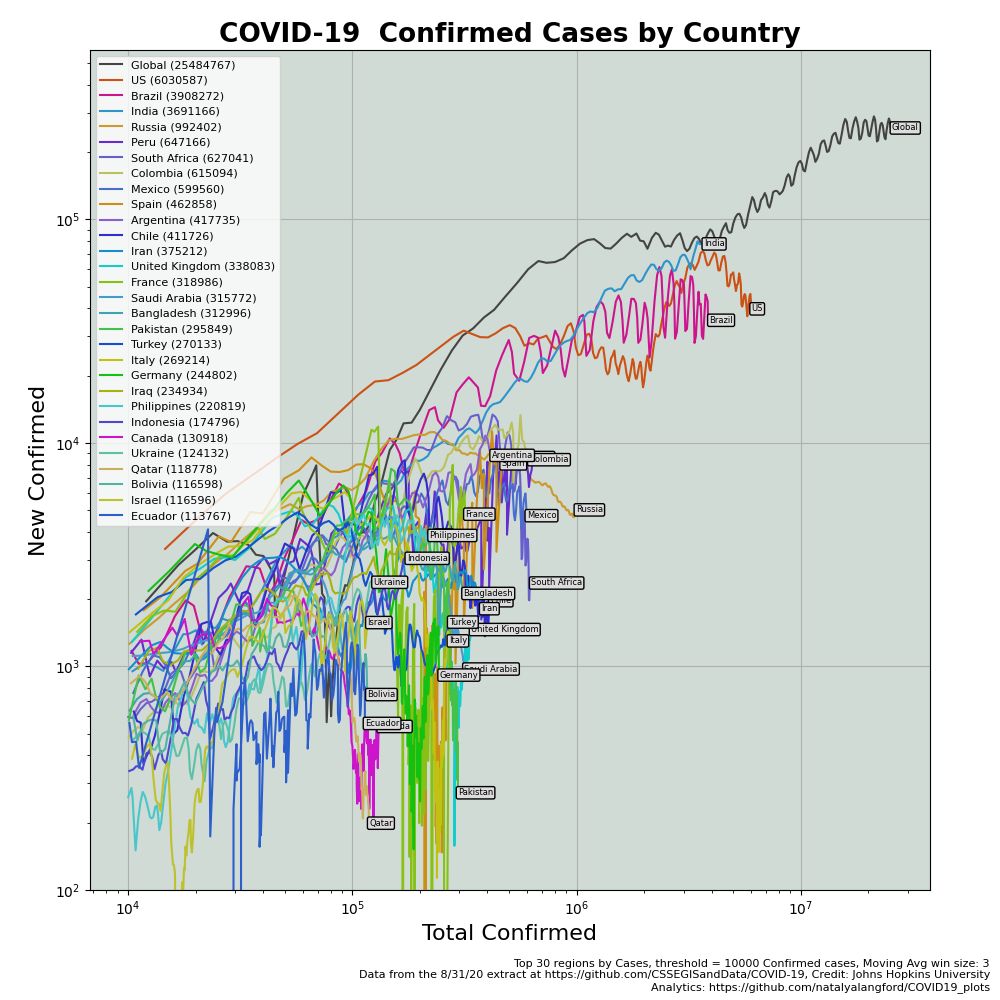 COVID-19  Confirmed Cases by Country
Global (25484767)
US (6030587)
Brazil (3908272)
India (3691166)
Russia (992402)
Peru (647166)
South Africa (627041)
Colombia (615094)
Mexico (599560)
Spain (462858)
Argentina (417735)
Chile (411726)
Iran (375212)
United Kingdom (338083)
France (318986)
Saudi Arabia (315772)
Bangladesh (312996)
Pakistan (295849)
Turkey (270133)
Italy (269214)
Germany (244802)
Iraq (234934)
Philippines (220819)
Indonesia (174796)
Canada (130918)
Ukraine (124132)
Qatar (118778)
Bolivia (116598)
Israel (116596)
Ecuador (113767)
Global
India
US
Brazil
Argentina
Colombia
Spain
Russia
Mexico
France
Philippines
Indonesia
Ukraine
South Africa
Bangladesh
Iran
Israel
Turkey
United Kingdom
Italy
Saudi Arabia
Germany
Bolivia
Ecuador
Pakistan
Qatar
New Confirmed
10^5
10^4
10^3
10^2
10^4
10^5
10^6
10^7
Total Confirmed
Top 30 regions by Cases, threshold = 10000 Confirmed cases, Moving Avg win size: 3
Data from the 8/31/20 extract at https://github.com/CSSEGISandData/COVID-19, Credit: Johns Hopkins University
Analytics: https://github.com/natalyalangford/COVID19_plots